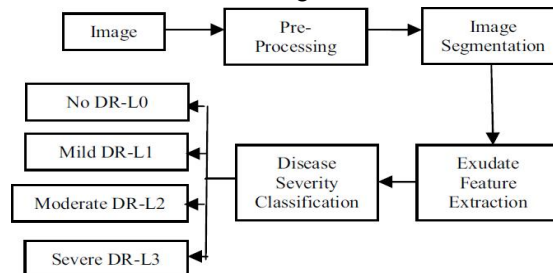 Image
Pre-
Processing
Image
Segmentation
No DR-L0
Mild DR-L1
Moderate DR-L2
Severe DR-L3
Disease
Severity
Classification
Exudate
Feature
Extraction